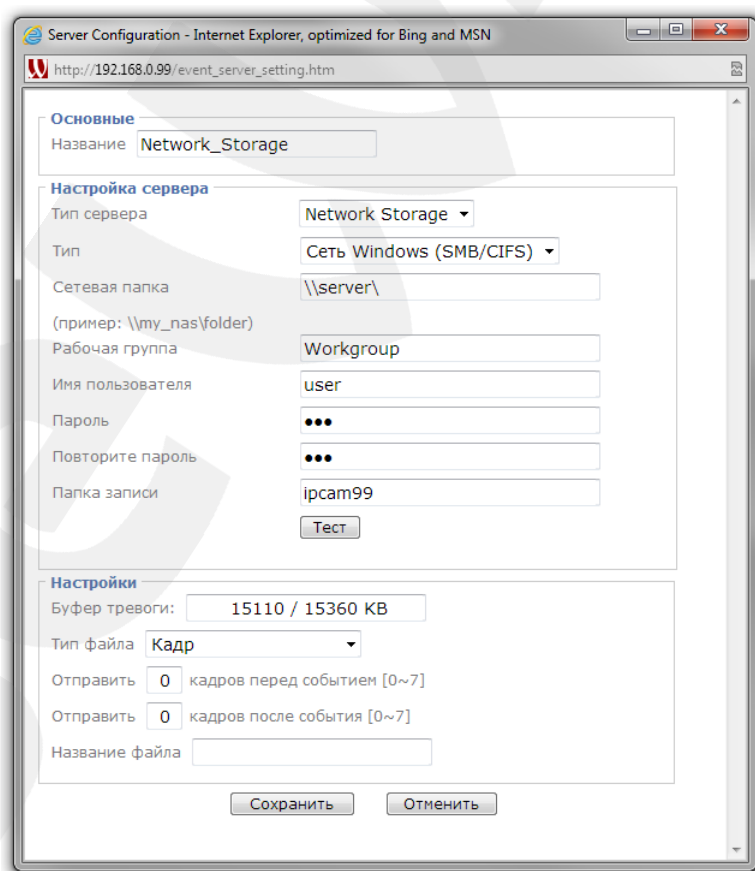 Server Configuration - Internet Explorer, optimized for Bing and MSN
http://192.168.0.99/event_server_setting.htm
Основные
Название Network_Storage
Настройка сервера
Тип сервера Network Storage
Тип Сеть Windows (SMB/CIFS)
Сетевая папка \\server\
(пример: \\my_nas\folder)
Рабочая группа Workgroup
Имя пользователя user
Пароль •••
Повторите пароль •••
Папка записи ipcam99
Тест
Настройки
Буфер тревоги: 15110 / 15360 KB
Тип файла Кадр
Отправить 0 кадров перед событием [0~7]
Отправить 0 кадров после события [0~7]
Название файла
Сохранить Отменить